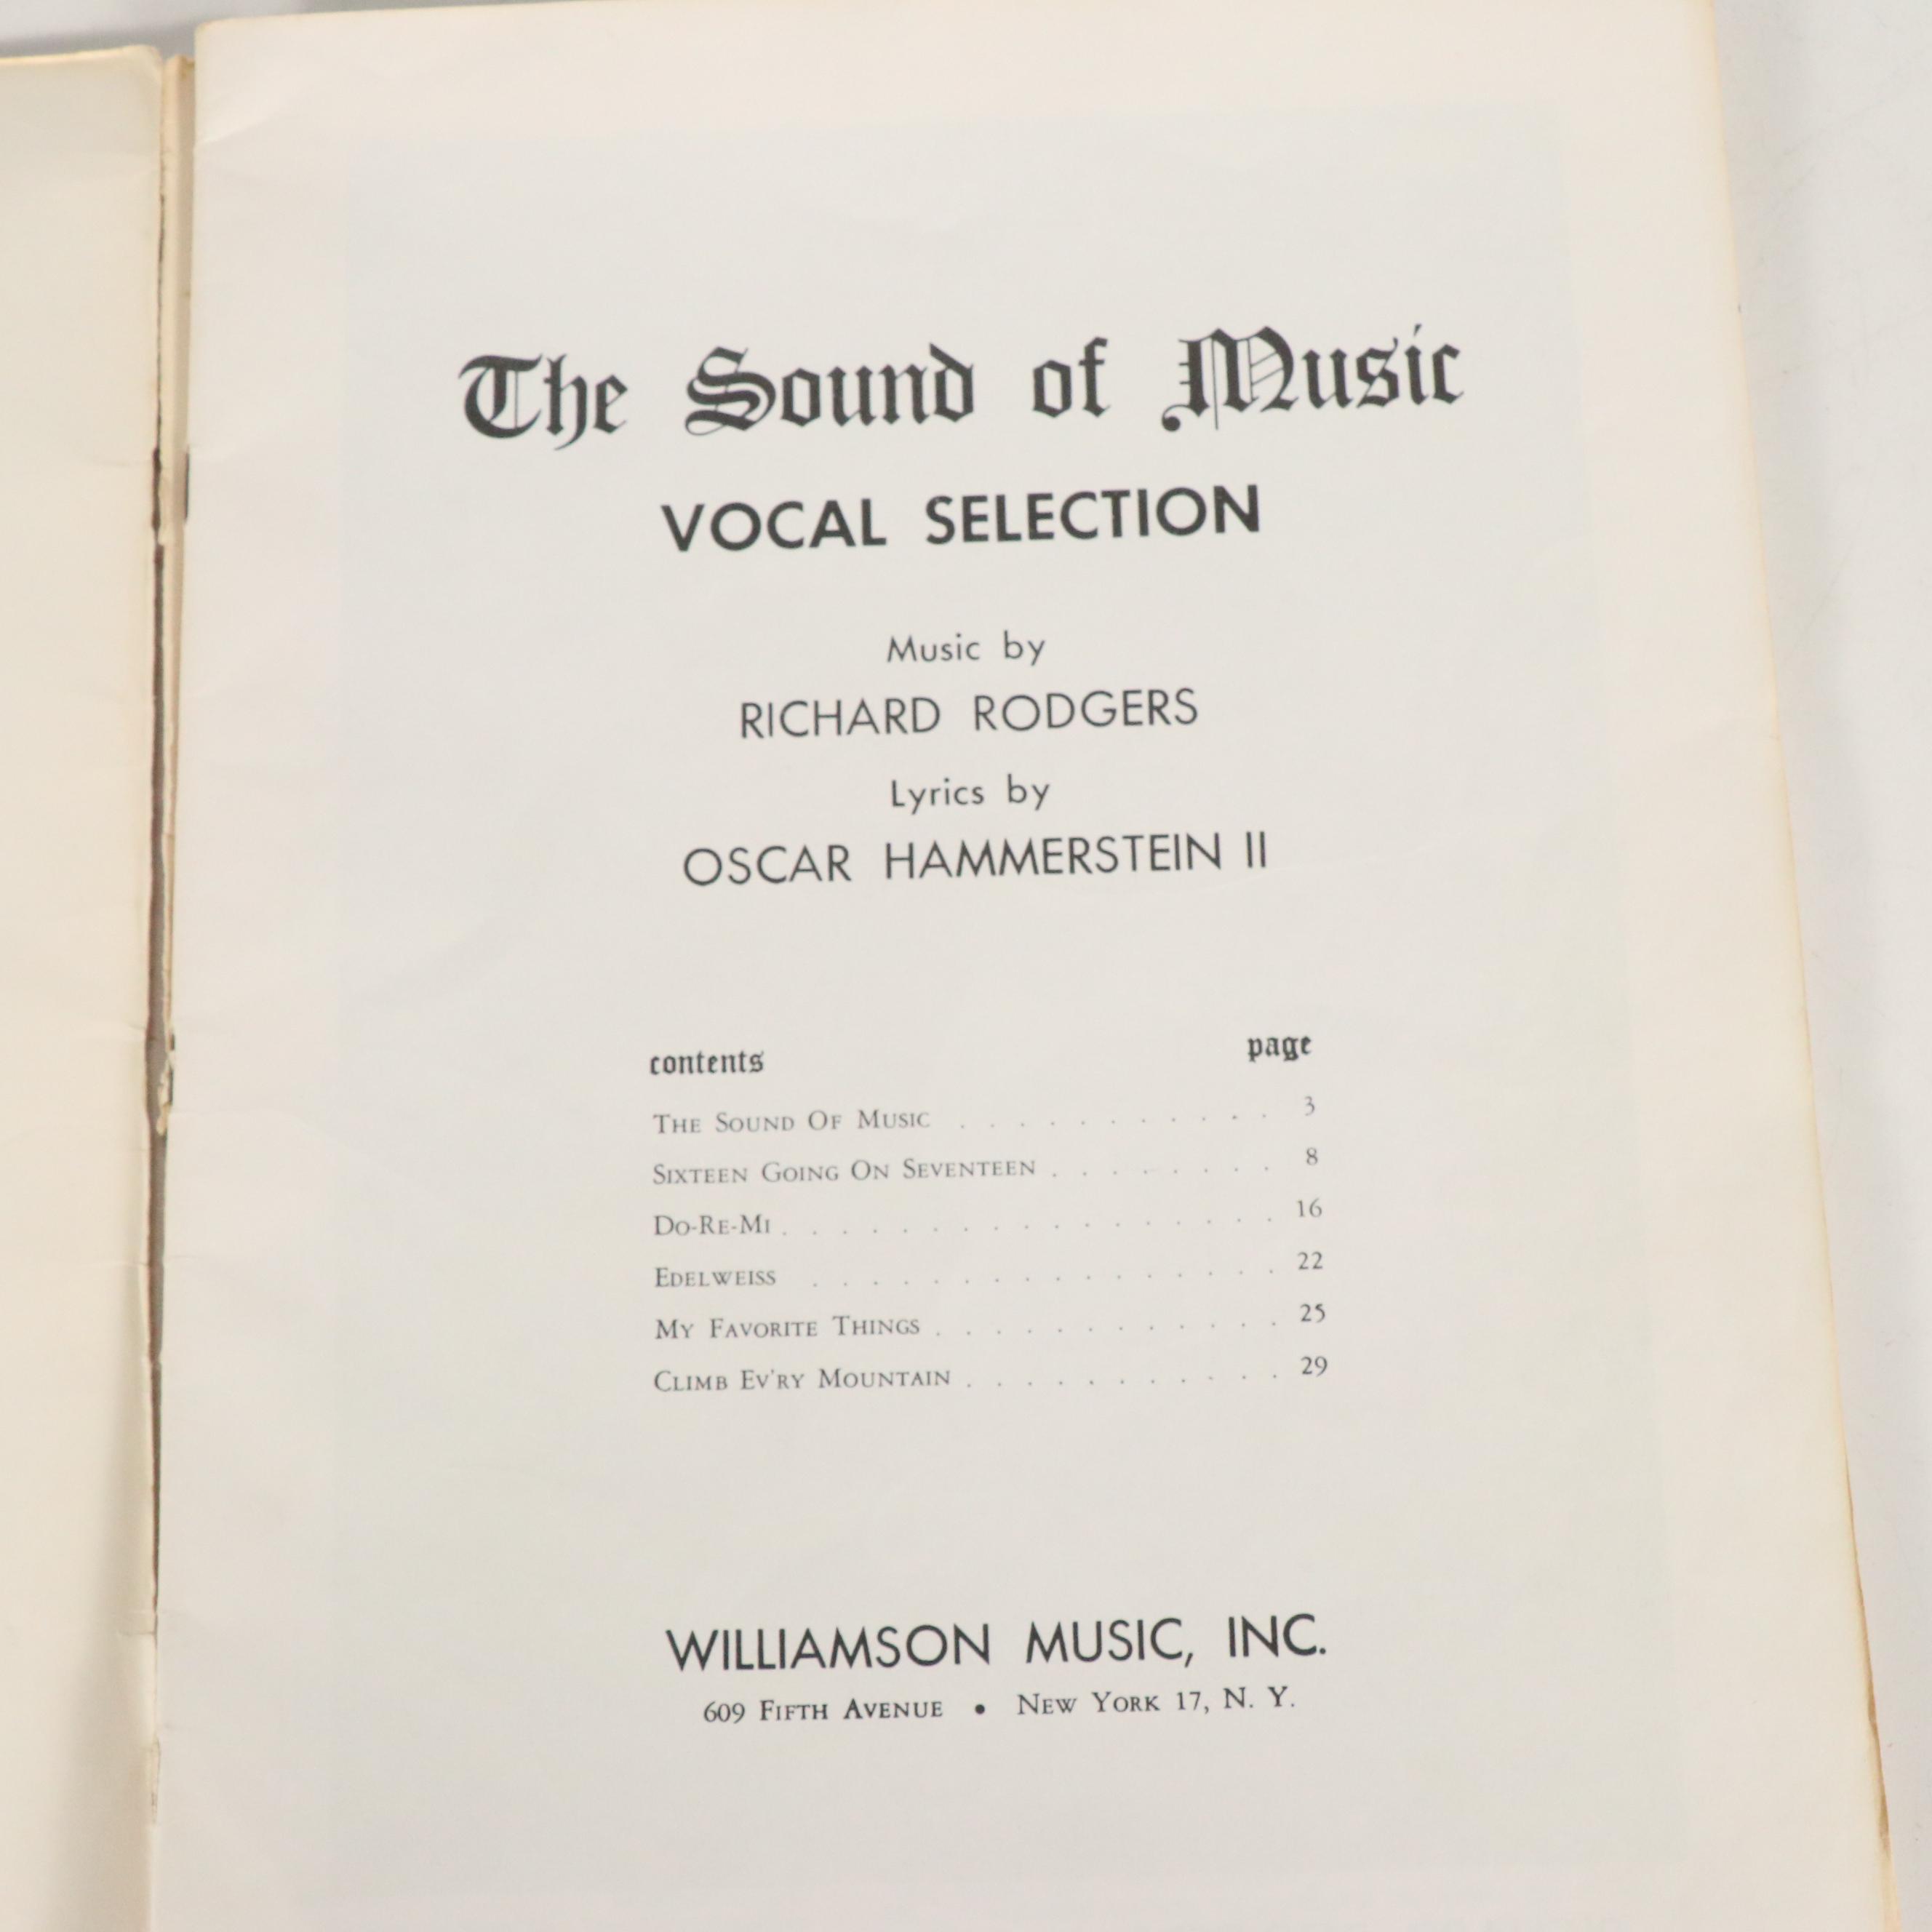 The Sound of Music
VOCAL SELECTION
Music by
RICHARD RODGERS
Lyrics by
OSCAR HAMMERSTEIN II
contents page
THE SOUND OF MUSIC . . . . . . . . . . . 3
SIXTEEN GOING ON SEVENTEEN . . . . . . . . 8
DO-RE-MI . . . . . . . . . . . . . . . . . 16
EDELWEISS . . . . . . . . . . . . . . . . 22
MY FAVORITE THINGS . . . . . . . . . . . . 25
CLIMB EV'RY MOUNTAIN . . . . . . . . . . . 29
WILLIAMSON MUSIC, INC.
609 FIFTH AVENUE • NEW YORK 17, N. Y.